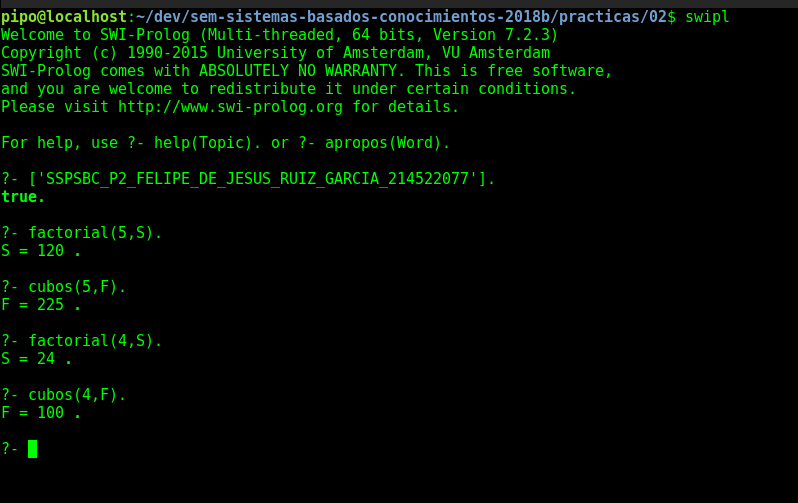 pipo@localhost:~/dev/sem-sistemas-basados-conocimientos-2018b/practicas/02$ swipl
Welcome to SWI-Prolog (Multi-threaded, 64 bits, Version 7.2.3)
Copyright (c) 1990-2015 University of Amsterdam, VU Amsterdam
SWI-Prolog comes with ABSOLUTELY NO WARRANTY. This is free software,
and you are welcome to redistribute it under certain conditions.
Please visit http://www.swi-prolog.org for details.

For help, use ?- help(Topic). or ?- apropos(Word).

?- ['SSPSBC_P2_FELIPE_DE_JESUS_RUIZ_GARCIA_214522077'].
true.

?- factorial(5,S).
S = 120 .

?- cubos(5,F).
F = 225 .

?- factorial(4,S).
S = 24 .

?- cubos(4,F).
F = 100 .

?-